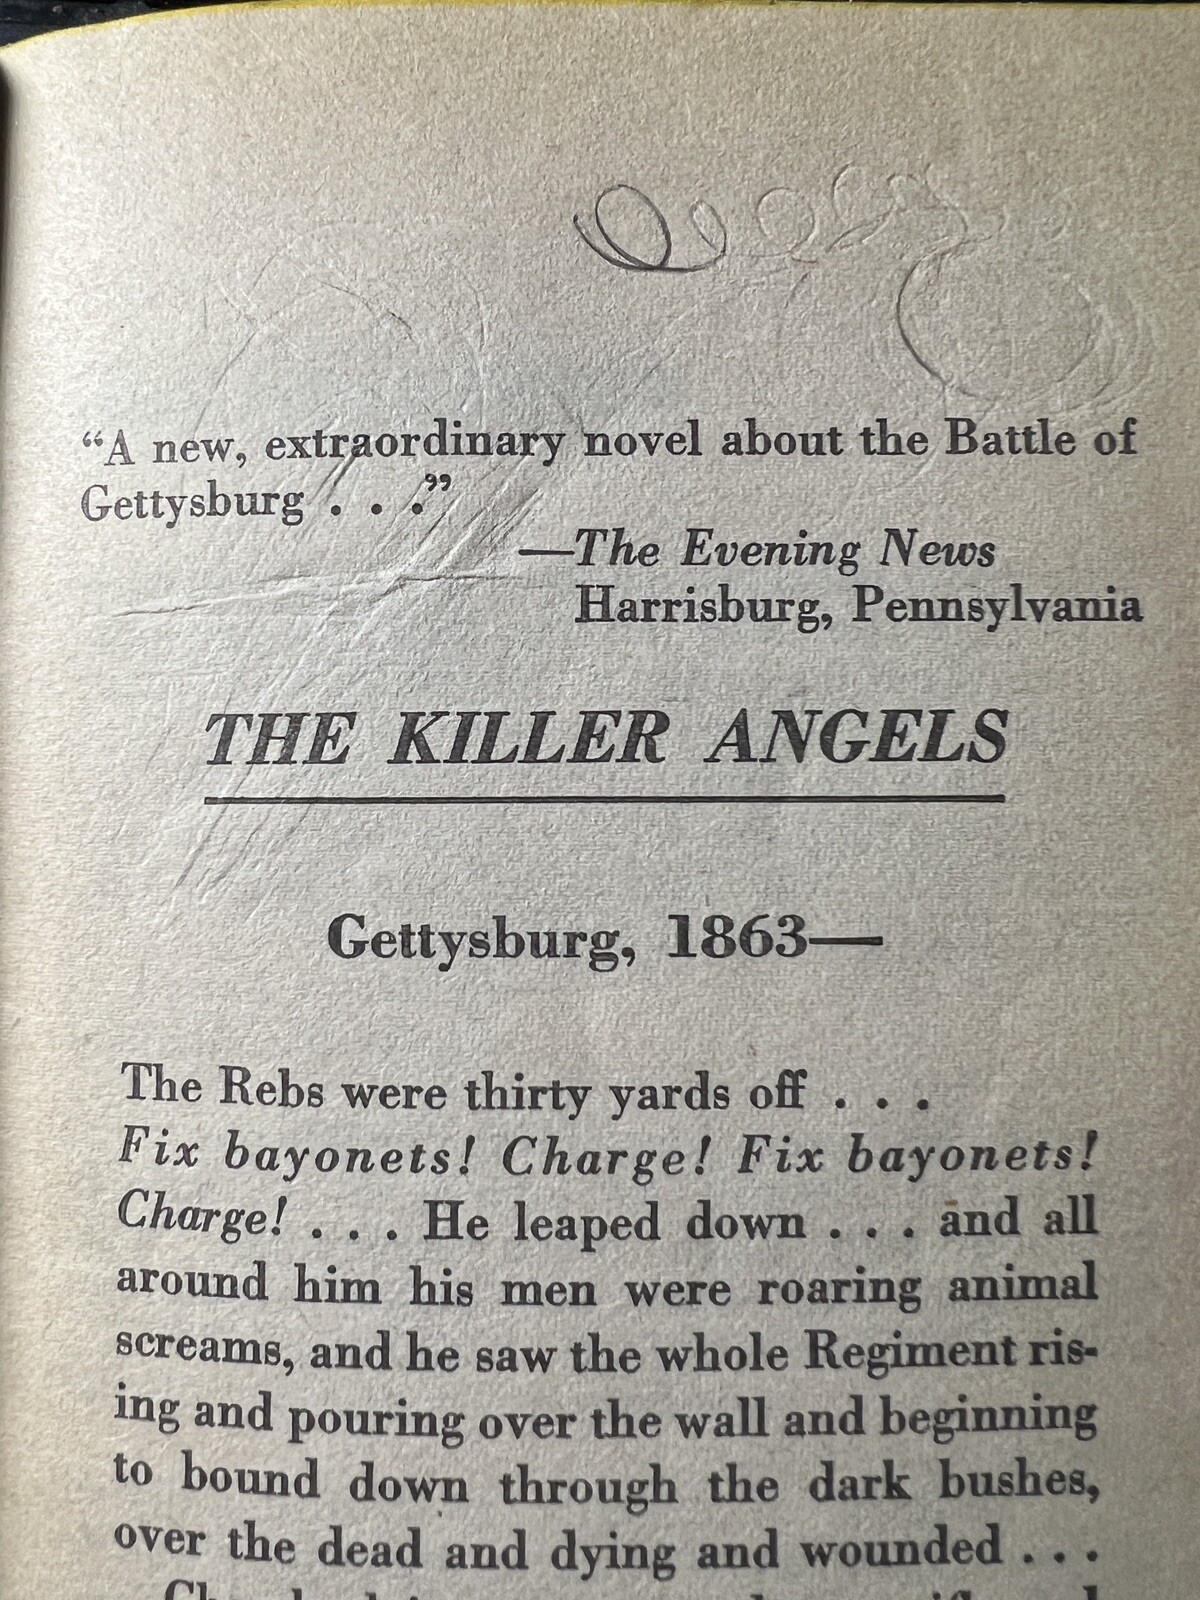 “A new, extraordinary novel about the Battle of
Gettysburg . . .”
—The Evening News
Harrisburg, Pennsylvania
THE KILLER ANGELS
Gettysburg, 1863—
The Rebs were thirty yards off . . .
Fix bayonets! Charge! Fix bayonets!
Charge! . . . He leaped down . . . and all
around him his men were roaring animal
screams, and he saw the whole Regiment ris-
ing and pouring over the wall and beginning
to bound down through the dark bushes,
over the dead and dying and wounded . . .